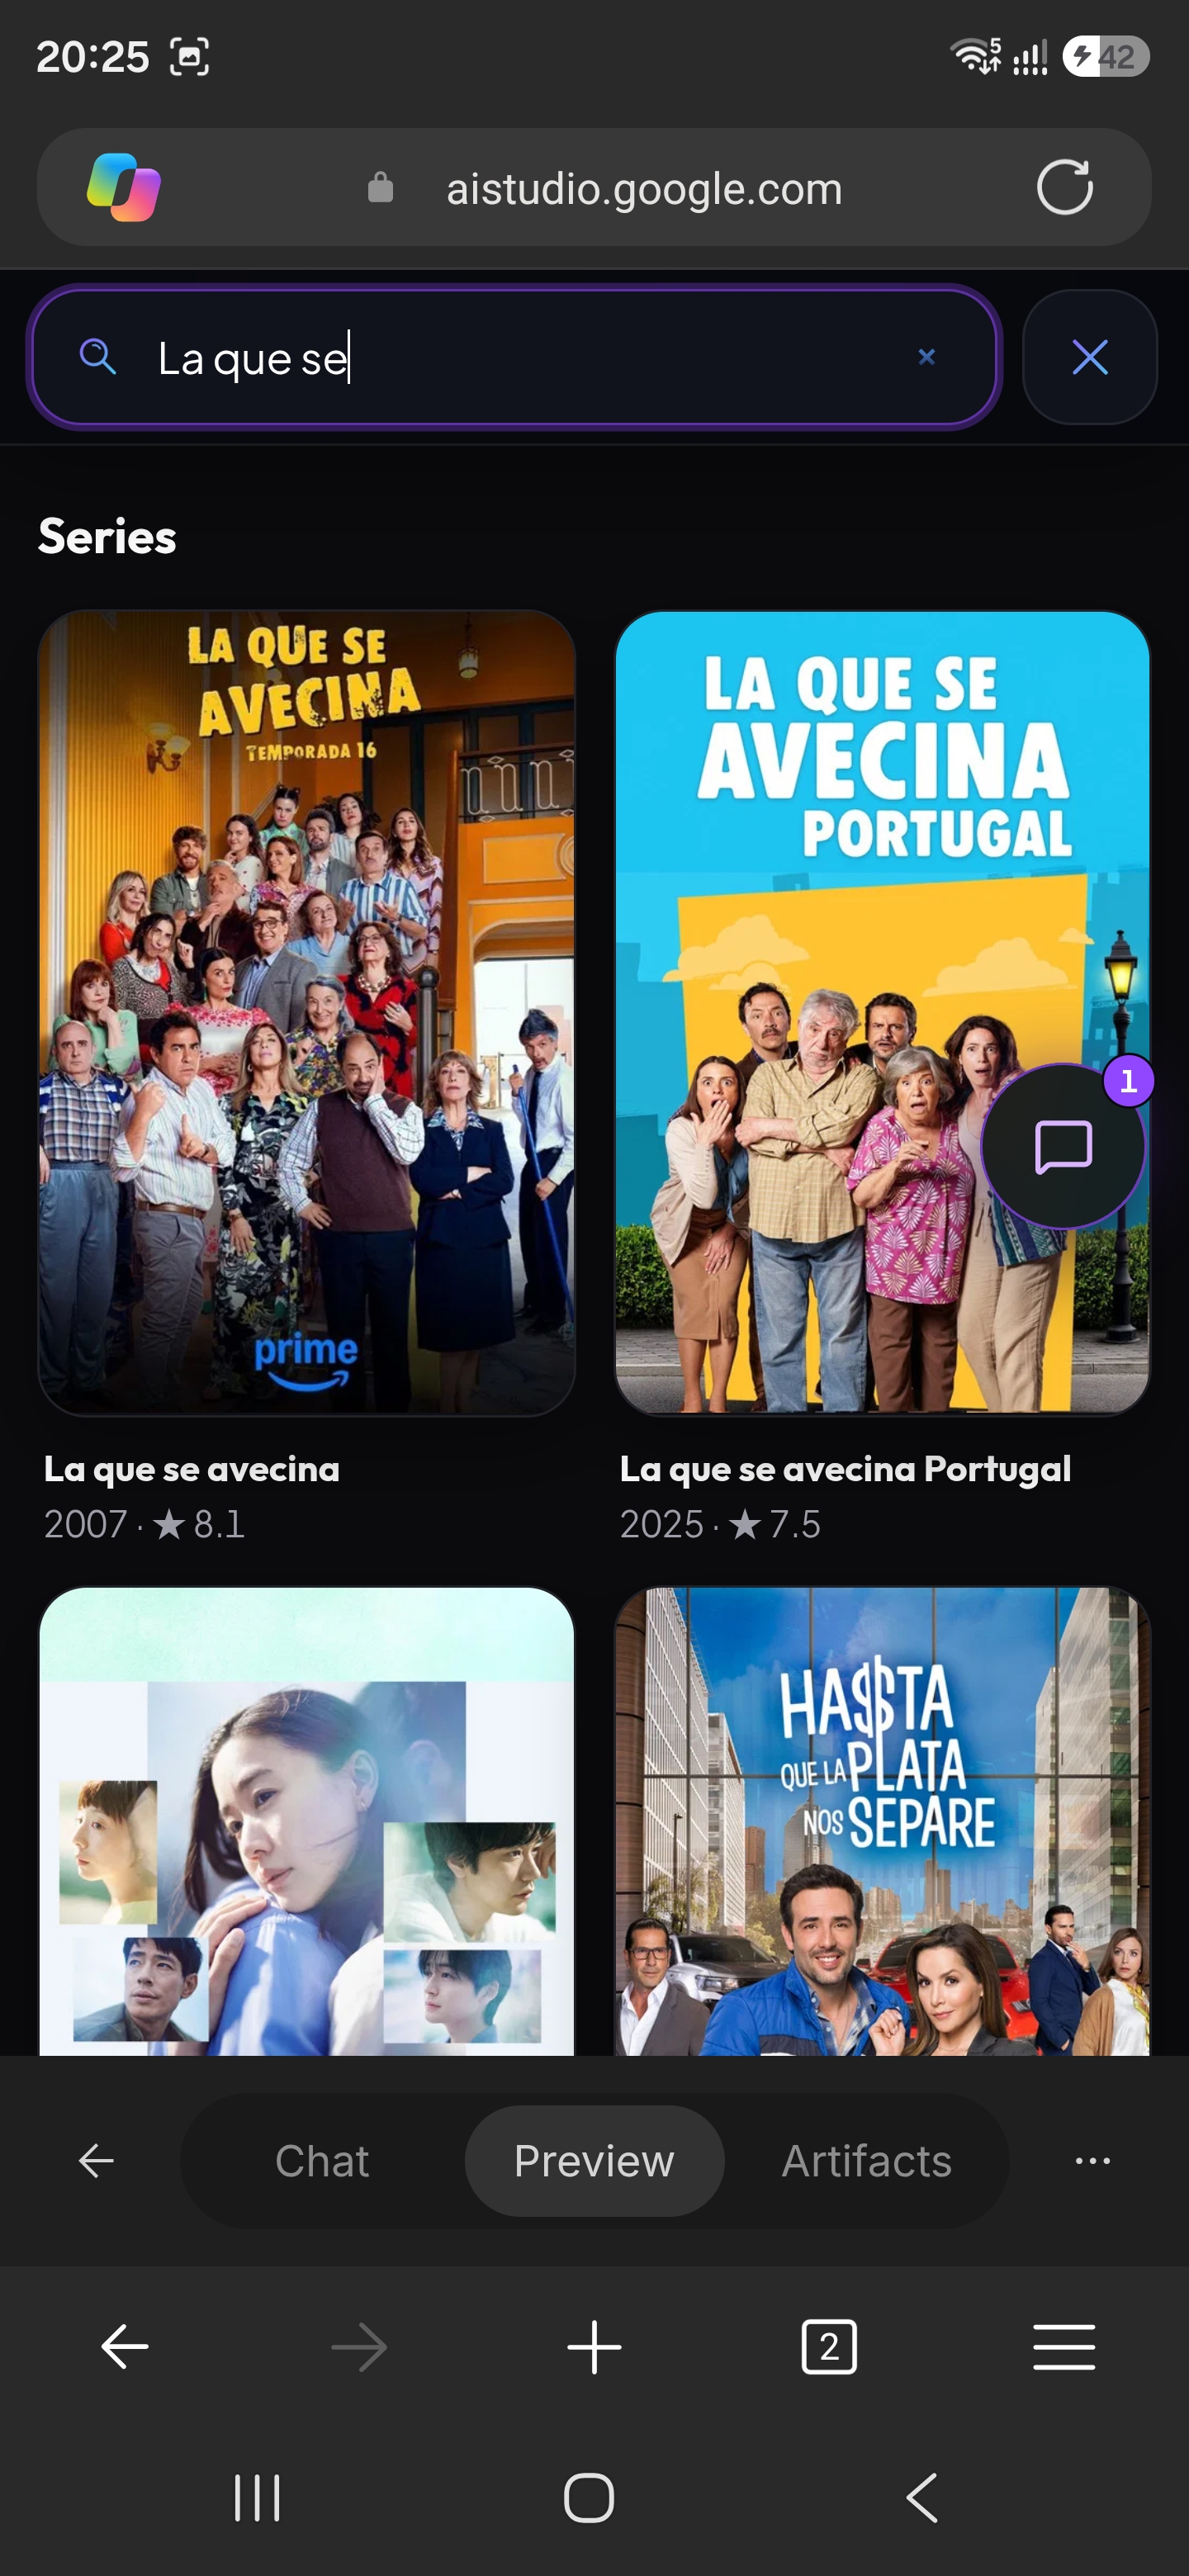 20:25
5
42
aistudio.google.com
La que se
Series
LA QUE SE
AVECINA
TEMPORADA 16
prime
LA QUE SE
AVECINA
PORTUGAL
1
La que se avecina
2007 · ★ 8.1
La que se avecina Portugal
2025 · ★ 7.5
HA$$TA
QUE LA PLATA
NOS SEPARE
Chat
Preview
Artifacts
2